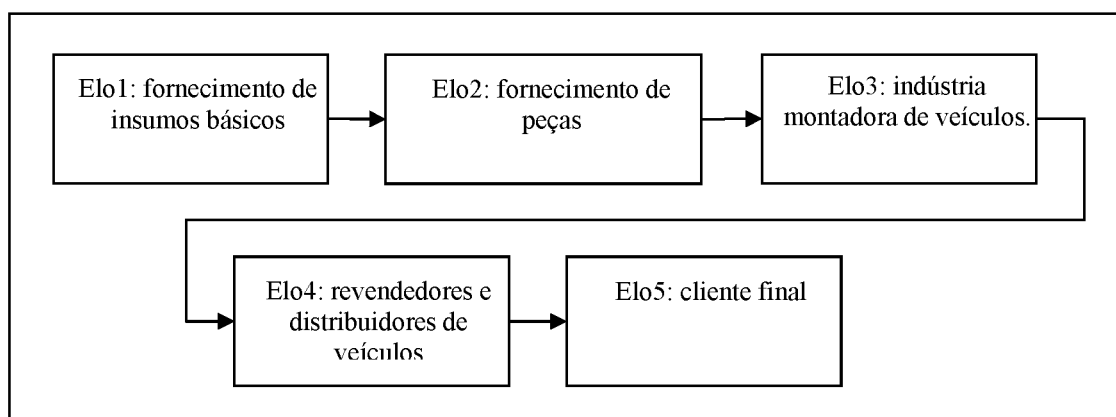 Elo1: fornecimento de
insumos básicos
Elo2: fornecimento de
peças
Elo3: indústria
montadora de veículos.
Elo4: revendedores e
distribuidores de
veículos
Elo5: cliente final